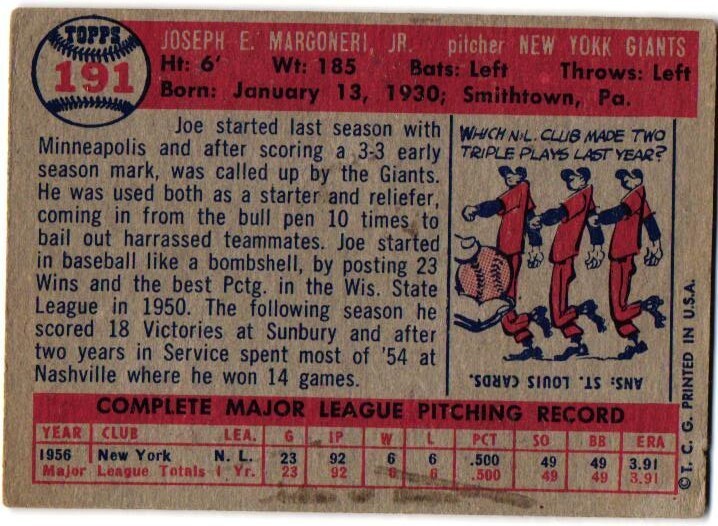 TOPPS
191
JOSEPH E. MARGONERI, JR. pitcher NEW YORK GIANTS
Ht: 6' Wt: 185 Bats: Left Throws: Left
Born: January 13, 1930; Smithtown, Pa.
Joe started last season with
Minneapolis and after scoring a 3-3 early
season mark, was called up by the Giants.
He was used both as a starter and reliefer,
coming in from the bull pen 10 times to
bail out harrassed teammates. Joe started
in baseball like a bombshell, by posting 23
Wins and the best Pctg. in the Wis. State
League in 1950. The following season he
scored 18 Victories at Sunbury and after
two years in Service spent most of '54 at
Nashville where he won 14 games.
WHICH N.L. CLUB MADE TWO
TRIPLE PLAYS LAST YEAR?
ANS: ST. LOUIS CARDS.
COMPLETE MAJOR LEAGUE PITCHING RECORD
YEAR CLUB LEA. G IP W L PCT SO BB ERA
1956 New York N. L. 23 92 6 6 .500 49 49 3.91
Major League Totals 1 Yr. 23 92 6 6 .500 49 49 3.91
© T. C. G. PRINTED IN U.S.A.